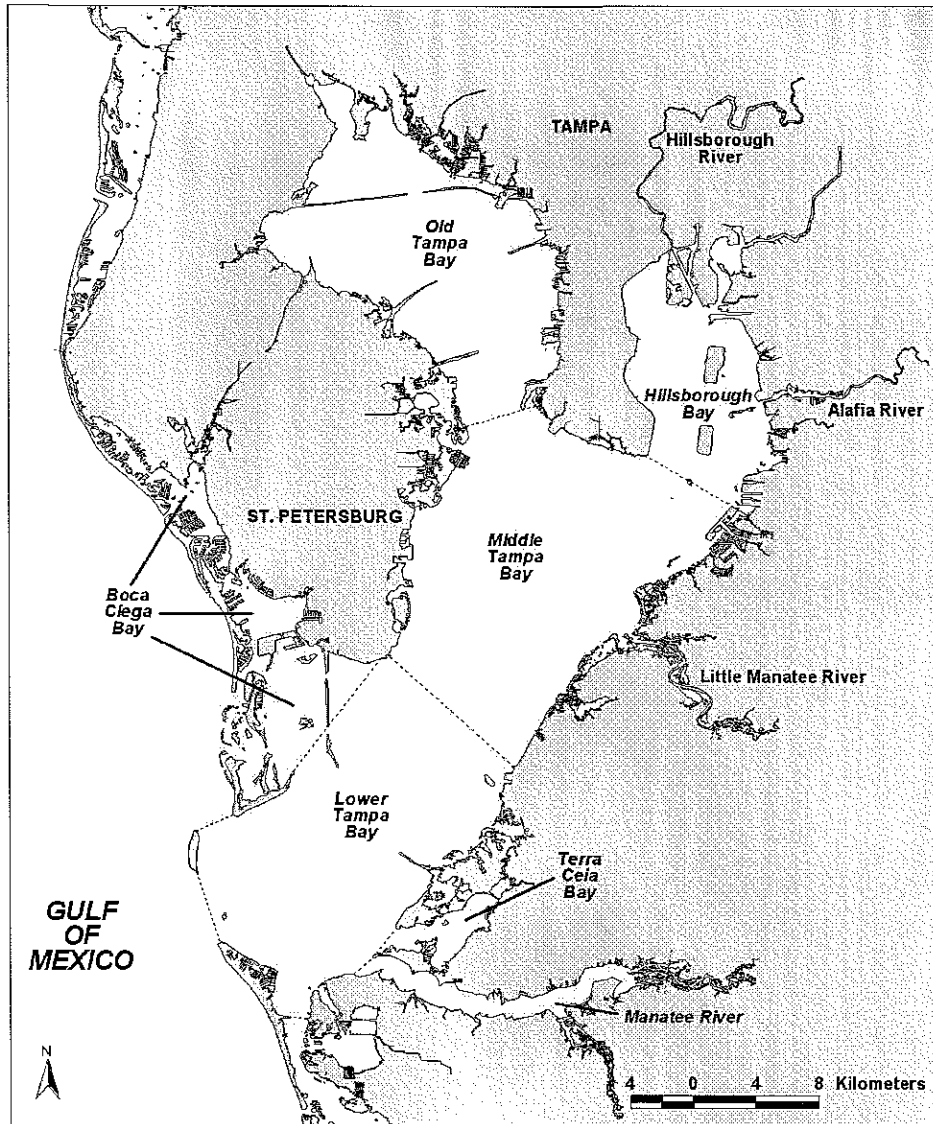 TAMPA
Hillsborough
River
Old
Tampa
Bay
Hillsborough
Bay
Alafia River
ST. PETERSBURG
Middle
Tampa
Bay
Boca
Ciega
Bay
Little Manatee River
Lower
Tampa
Bay
Terra
Ceia
Bay
GULF
OF
MEXICO
Manatee River
N
4 0 4 8 Kilometers